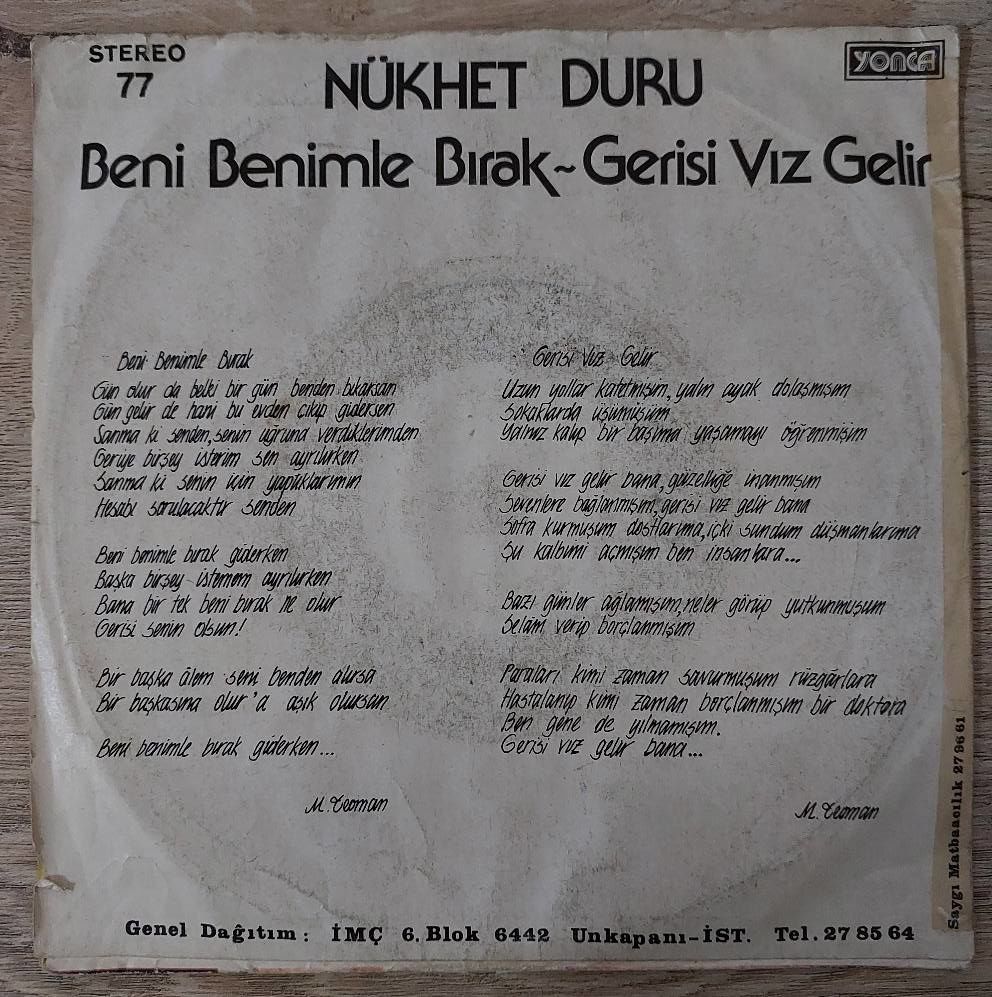 STEREO
77
YONCA
NÜKHET DURU
Beni Benimle Bırak ~ Gerisi Vız Gelir
Beni Benimle Bırak
Gün olur da belki bir gün benden bıkarsan
Gün gelir de hani bu evden çıkıp gidersen
Sanma ki senden, senin uğruna verdiklerimden
Geriye birşey isterim sen ayrılırken
Sanma ki senin için yaptıklarımın
Hesabı sorulacaktır senden
Beni benimle bırak giderken
Başka birşey istemem ayrılırken
Bana bir tek beni bırak ne olur
Gerisi senin olsun!
Bir başka âlem seni benden alırsa
Bir başkasına olur'a aşık olursan
Beni benimle bırak giderken...
M. Teoman
Gerisi Vız Gelir
Uzun yollar katetmişim, yalın ayak dolaşmışım
Sokaklarda üşümüşüm
Yalnız kalıp bir başıma yaşamayı öğrenmişim
Gerisi vız gelir bana, güzelliğe inanmışım
Sevenlere bağlanmışım, gerisi vız gelir bana
Sofra kurmuşum dostlarıma, içki sundum düşmanlarıma
Şu kalbimi açmışım ben insanlara...
Bazı günler ağlamışım, neler görüp yutkunmuşum
Selam verip borçlanmışım
Paraları kimi zaman savurmuşum rüzgârlara
Hastalanıp kimi zaman borçlanmışım bir doktora
Ben gene de yılmamışım.
Gerisi vız gelir bana...
M. Teoman
Saygı Matbaacılık 27 96 61
Genel Dağıtım: İMÇ 6. Blok 6442 Unkapanı-İST. Tel. 27 85 64